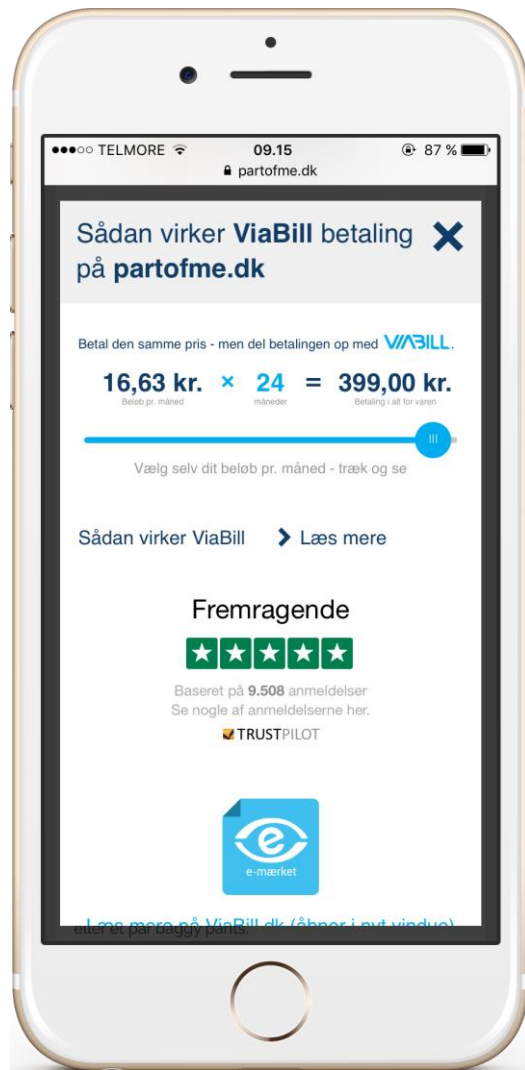 TELMORE 09.15 87 %
partofme.dk
Sådan virker ViaBill betaling
på partofme.dk
Betal den samme pris - men del betalingen op med VIABILL.
16,63 kr. × 24 = 399,00 kr.
Beløb pr. måned måneder Betaling i alt for varen
Vælg selv dit beløb pr. måned - træk og se
Sådan virker ViaBill Læs mere
Fremragende
Baseret på 9.508 anmeldelser
Se nogle af anmeldelserne her.
TRUSTPILOT
e
e-mærket
Læs mere på ViaBill.dk (åbner i nyt vindue)
eller et par baggy pants.